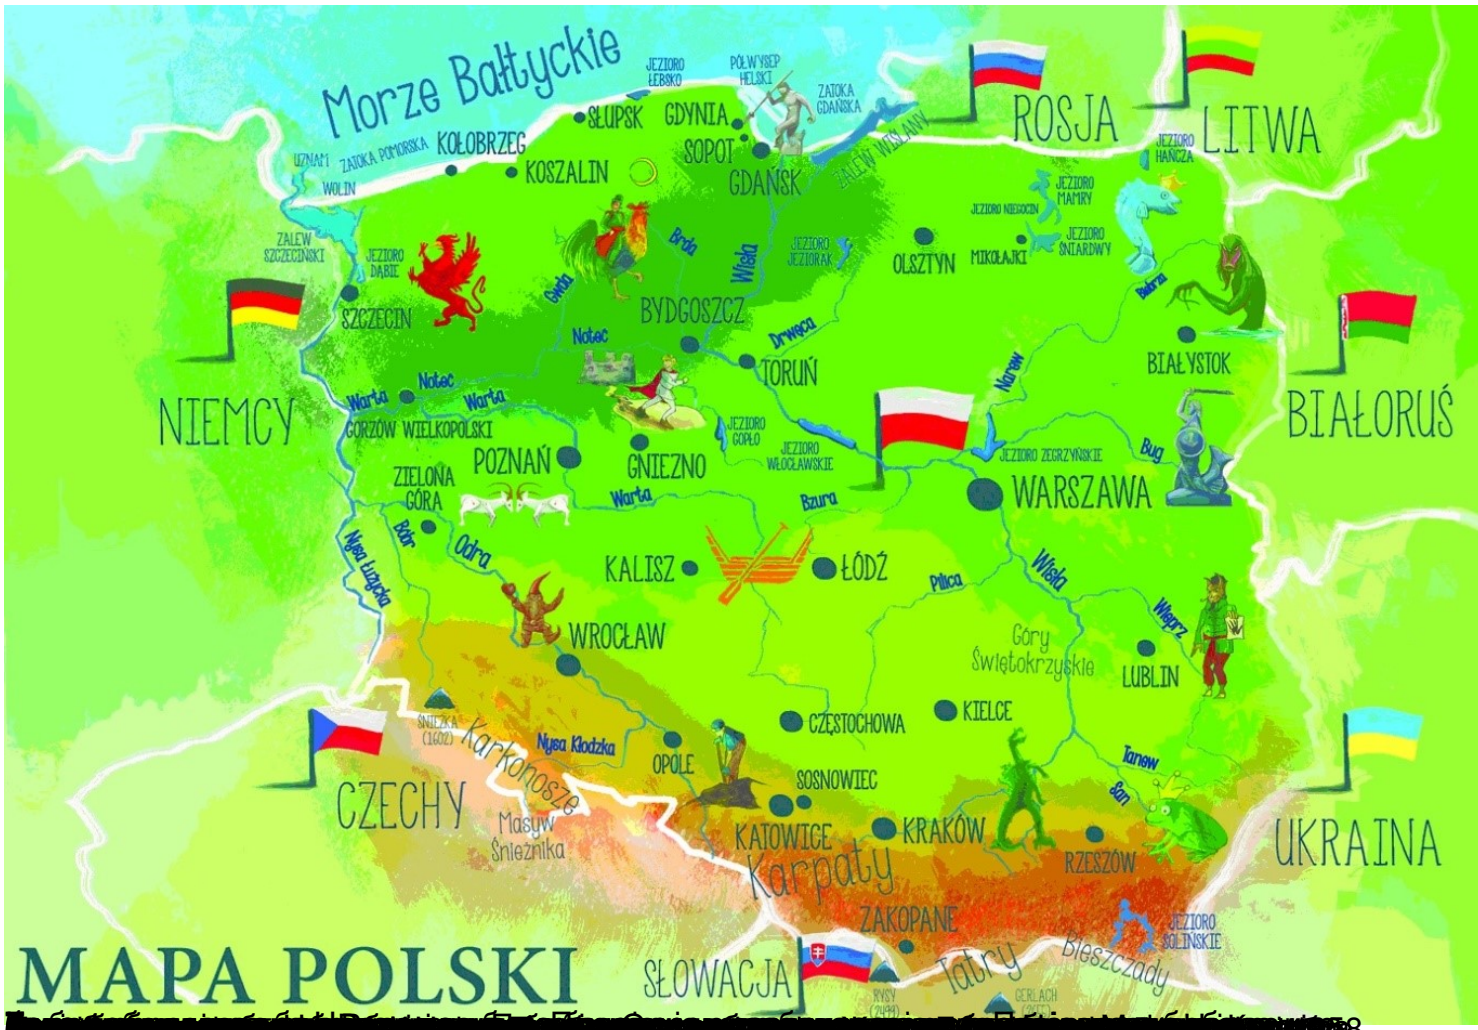 Morze Bałtyckie
JEZIORO
ŁEBSKO
PÓŁWYSEP
HELSKI
ZATOKA
GDAŃSKA
ROSJA
LITWA
SŁUPSK
GDYNIA
SOPOT
GDAŃSK
ZALEW WIŚLANY
UZNAM
ZATOKA POMORSKA
KOŁOBRZEG
KOSZALIN
WOLIN
JEZIORO
HAŃCZA
JEZIORO
MAMRY
JEZIORO NIEGOCIN
JEZIORO
ŚNIARDWY
MIKOŁAJKI
OLSZTYN
JEZIORO
JEZIORAK
ZALEW
SZCZECIŃSKI
JEZIORO
DĄBIE
SZCZECIN
Gwda
Brda
Wisła
BYDGOSZCZ
Biebrza
BIAŁYSTOK
Noteć
Drwęca
TORUŃ
Narew
NIEMCY
BIAŁORUŚ
Warta
Noteć
Warta
GORZÓW WIELKOPOLSKI
JEZIORO
GOPŁO
JEZIORO
WŁOCŁAWSKIE
JEZIORO ZEGRZYŃSKIE
Bug
POZNAŃ
GNIEZNO
ZIELONA
GÓRA
Warta
Bzura
WARSZAWA
Nysa Łużycka
Bóbr
Odra
KALISZ
ŁÓDŹ
Pilica
Wisła
Wieprz
WROCŁAW
Góry
Świętokrzyskie
LUBLIN
ŚNIEŻKA
(1602)
Karkonosze
Nysa Kłodzka
OPOLE
CZĘSTOCHOWA
KIELCE
Tanew
San
CZECHY
Masyw
Śnieżnika
SOSNOWIEC
KATOWICE
KRAKÓW
RZESZÓW
UKRAINA
Karpaty
ZAKOPANE
JEZIORO
SOLIŃSKIE
MAPA POLSKI
SŁOWACJA
RYSY
(2499)
Tatry
Bieszczady
GERLACH
(2655)